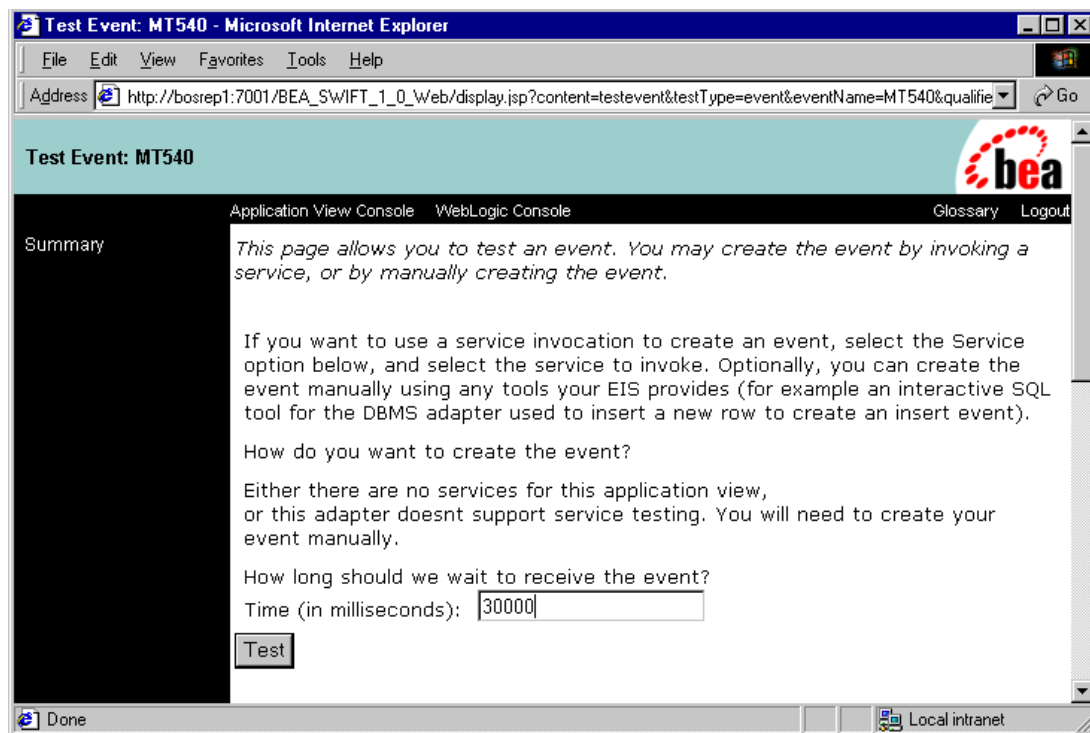 Test Event: MT540 - Microsoft Internet Explorer
File Edit View Favorites Tools Help
Address http://bosrep1:7001/BEA_SWIFT_1_0_Web/display.jsp?content=testevent&testType=event&eventName=MT540&qualifie Go
Test Event: MT540
bea
Application View Console WebLogic Console Glossary Logout
Summary
This page allows you to test an event. You may create the event by invoking a
service, or by manually creating the event.
If you want to use a service invocation to create an event, select the Service
option below, and select the service to invoke. Optionally, you can create the
event manually using any tools your EIS provides (for example an interactive SQL
tool for the DBMS adapter used to insert a new row to create an insert event).
How do you want to create the event?
Either there are no services for this application view,
or this adapter doesnt support service testing. You will need to create your
event manually.
How long should we wait to receive the event?
Time (in milliseconds): 30000
Test
Done Local intranet